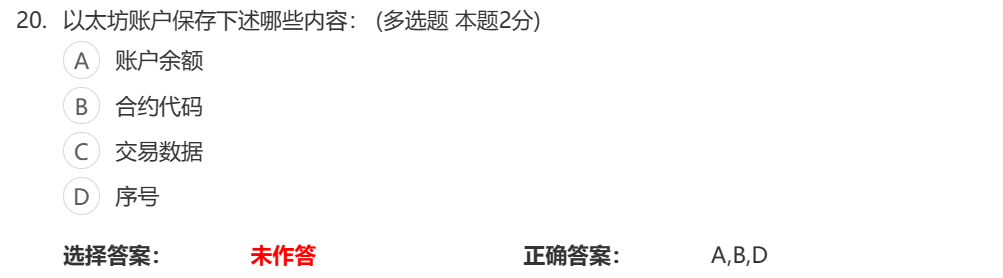 20. 以太坊账户保存下述哪些内容： (多选题 本题2分)
A 账户余额
B 合约代码
C 交易数据
D 序号
选择答案： 未作答 正确答案： A,B,D